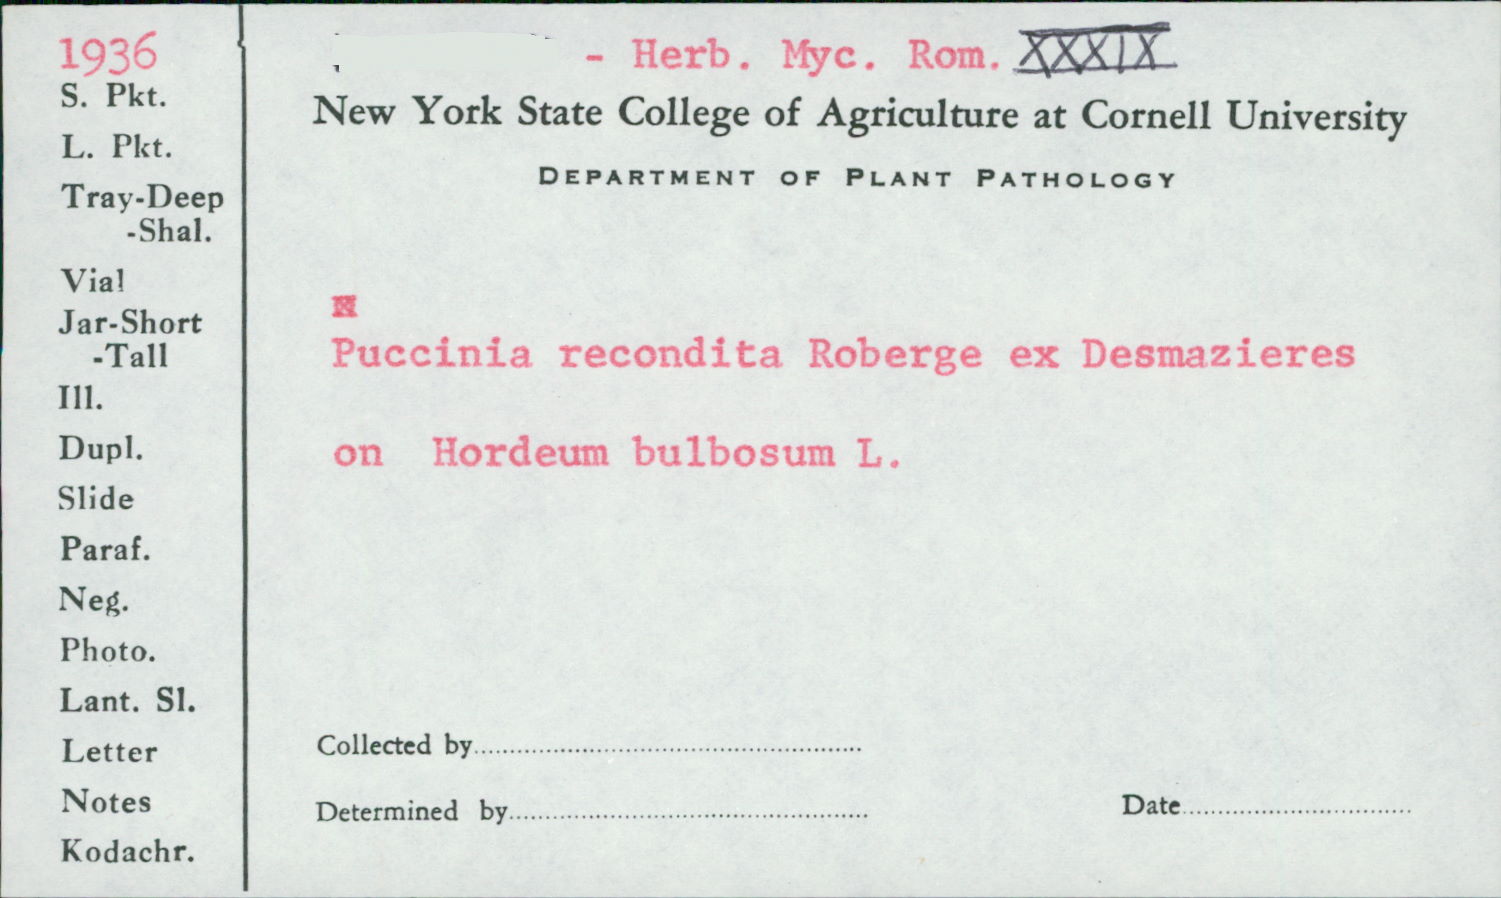 1936
- Herb. Myc. Rom. XXXIX
New York State College of Agriculture at Cornell University
DEPARTMENT OF PLANT PATHOLOGY
S. Pkt.
L. Pkt.
Tray-Deep
-Shal.
Vial
Jar-Short
-Tall
Ill.
Dupl.
Slide
Paraf.
Neg.
Photo.
Lant. Sl.
Letter
Notes
Kodachr.
Puccinia recondita Roberge ex Desmazieres
on Hordeum bulbosum L.
Collected by
Determined by
Date